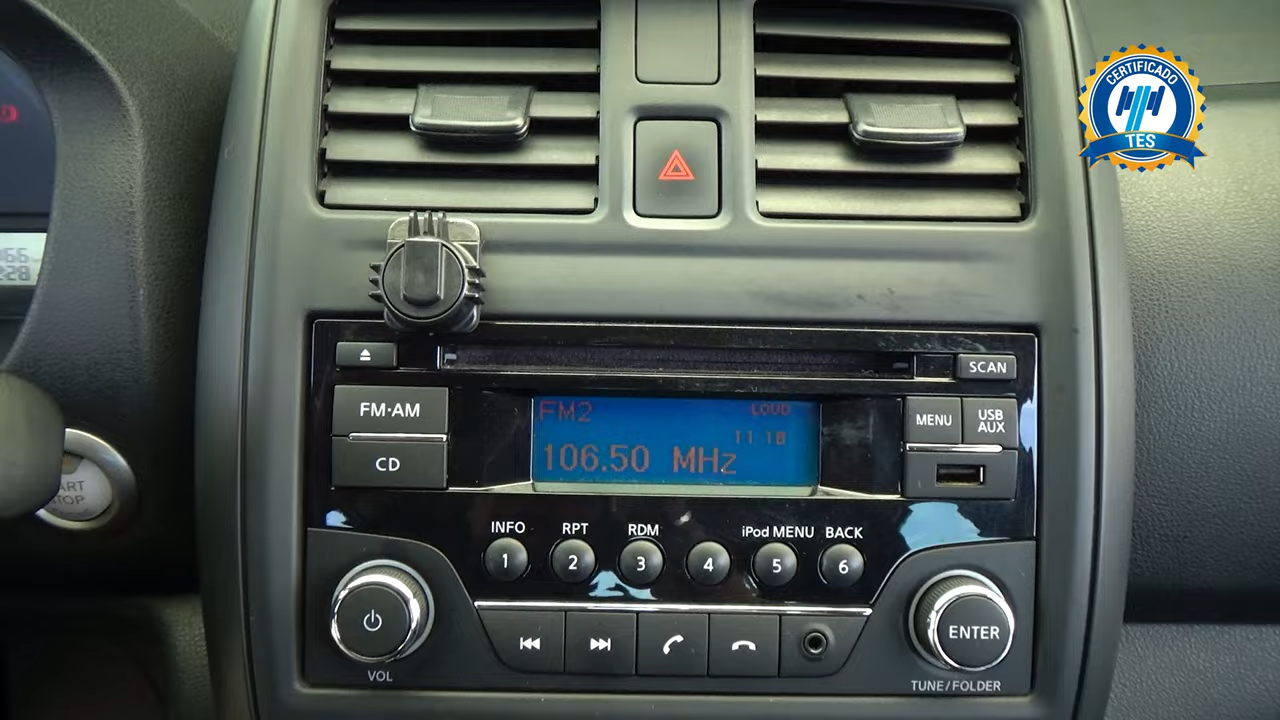 CERTIFICADO
TES
SCAN
FM·AM
CD
FM2
LOUD
11 18
106.50 MHz
MENU
USB
AUX
INFO
RPT
RDM
iPod MENU
BACK
1
2
3
4
5
6
VOL
ENTER
TUNE/FOLDER